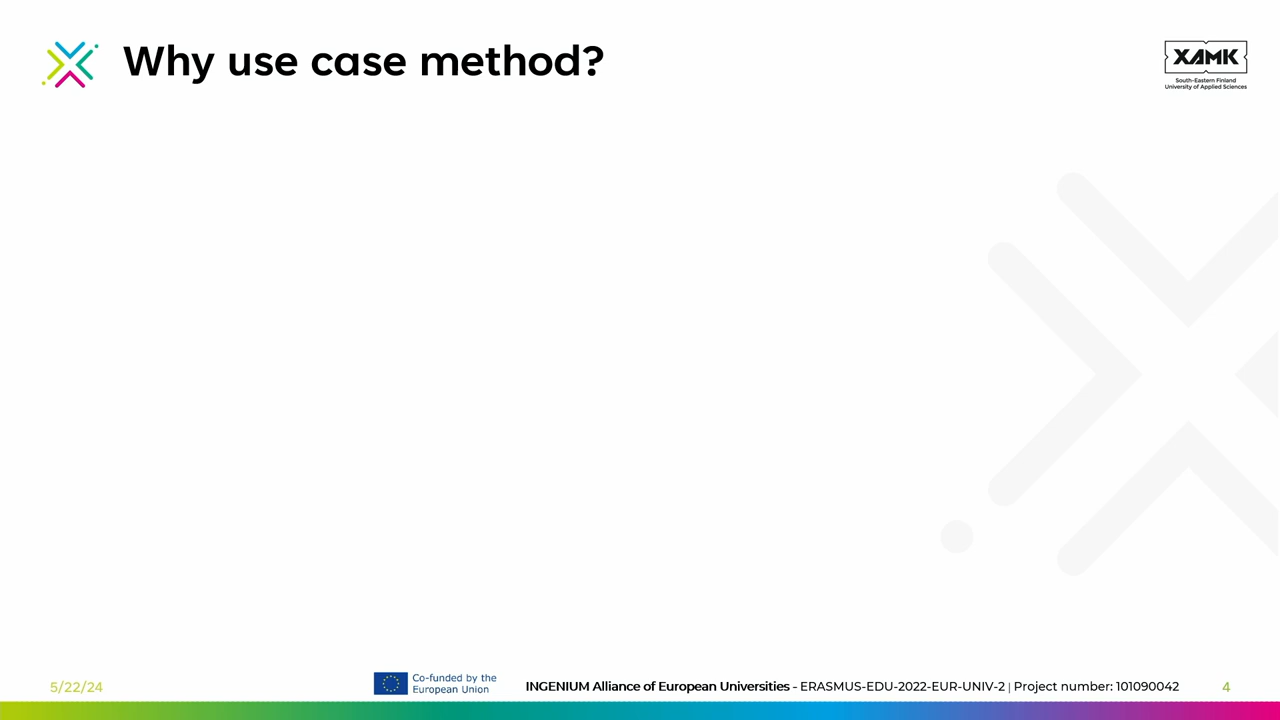 Why use case method?
XAMK
South-Eastern Finland
University of Applied Sciences
5/22/24
Co-funded by the
European Union
INGENIUM Alliance of European Universities - ERASMUS-EDU-2022-EUR-UNIV-2 | Project number: 101090042
4